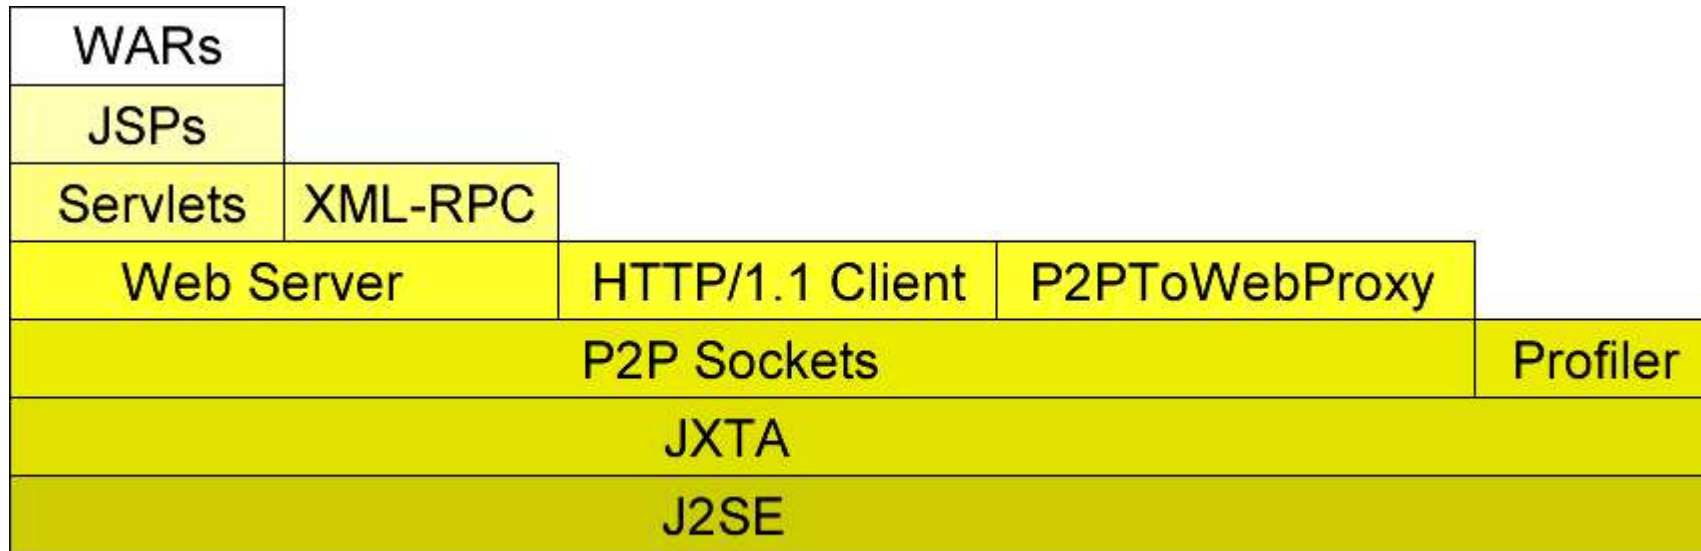 WARs
JSPs
Servlets XML-RPC
Web Server HTTP/1.1 Client P2PToWebProxy
P2P Sockets Profiler
JXTA
J2SE